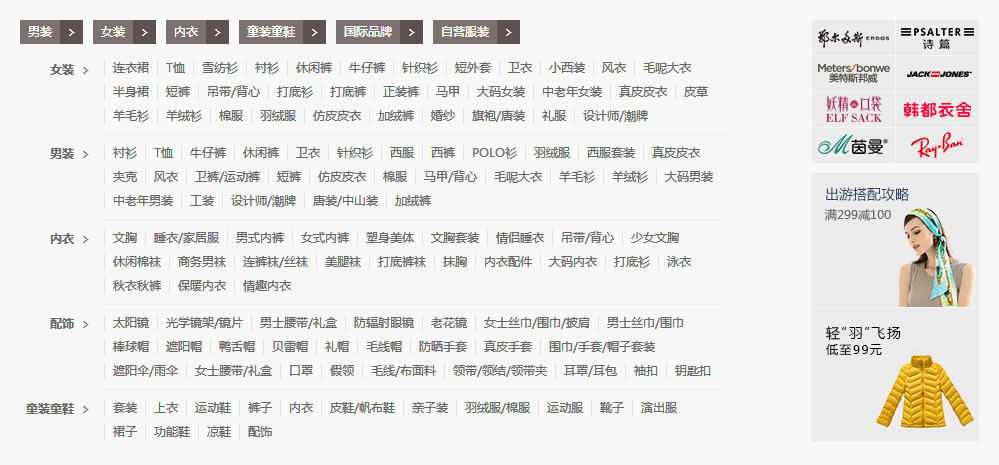 男装 > 女装 > 内衣 > 童装童鞋 > 国际品牌 > 自营服装 >
女装 > 连衣裙 T恤 雪纺衫 衬衫 休闲裤 牛仔裤 针织衫 短外套 卫衣 小西装 风衣 毛呢大衣
半身裙 短裤 吊带/背心 打底衫 打底裤 正装裤 马甲 大码女装 中老年女装 真皮皮衣 皮草
羊毛衫 羊绒衫 棉服 羽绒服 仿皮皮衣 加绒裤 婚纱 旗袍/唐装 礼服 设计师/潮牌
男装 > 衬衫 T恤 牛仔裤 休闲裤 卫衣 针织衫 西服 西裤 POLO衫 羽绒服 西服套装 真皮皮衣
夹克 风衣 卫裤/运动裤 短裤 仿皮皮衣 棉服 马甲/背心 毛呢大衣 羊毛衫 羊绒衫 大码男装
中老年男装 工装 设计师/潮牌 唐装/中山装 加绒裤
内衣 > 文胸 睡衣/家居服 男式内裤 女式内裤 塑身美体 文胸套装 情侣睡衣 吊带/背心 少女文胸
休闲棉袜 商务男袜 连裤袜/丝袜 美腿袜 打底裤袜 抹胸 内衣配件 大码内衣 打底衫 泳衣
秋衣秋裤 保暖内衣 情趣内衣
配饰 > 太阳镜 光学镜架/镜片 男士腰带/礼盒 防辐射眼镜 老花镜 女士丝巾/围巾/披肩 男士丝巾/围巾
棒球帽 遮阳帽 鸭舌帽 贝雷帽 礼帽 毛线帽 防晒手套 真皮手套 围巾/手套/帽子套装
遮阳伞/雨伞 女士腰带/礼盒 口罩 假领 毛线/布面料 领带/领结/领带夹 耳罩/耳包 袖扣 钥匙扣
童装童鞋 > 套装 上衣 运动鞋 裤子 内衣 皮鞋/帆布鞋 亲子装 羽绒服/棉服 运动服 靴子 演出服
裙子 功能鞋 凉鞋 配饰
鄂尔多斯 ERDOS
PSALTER
诗篇
Meters/bonwe
美特斯邦威
JACK JONES
妖精口袋
ELF SACK
韩都衣舍
茵曼®
Ray-Ban
出游搭配攻略
满299减100
轻“羽”飞扬
低至99元